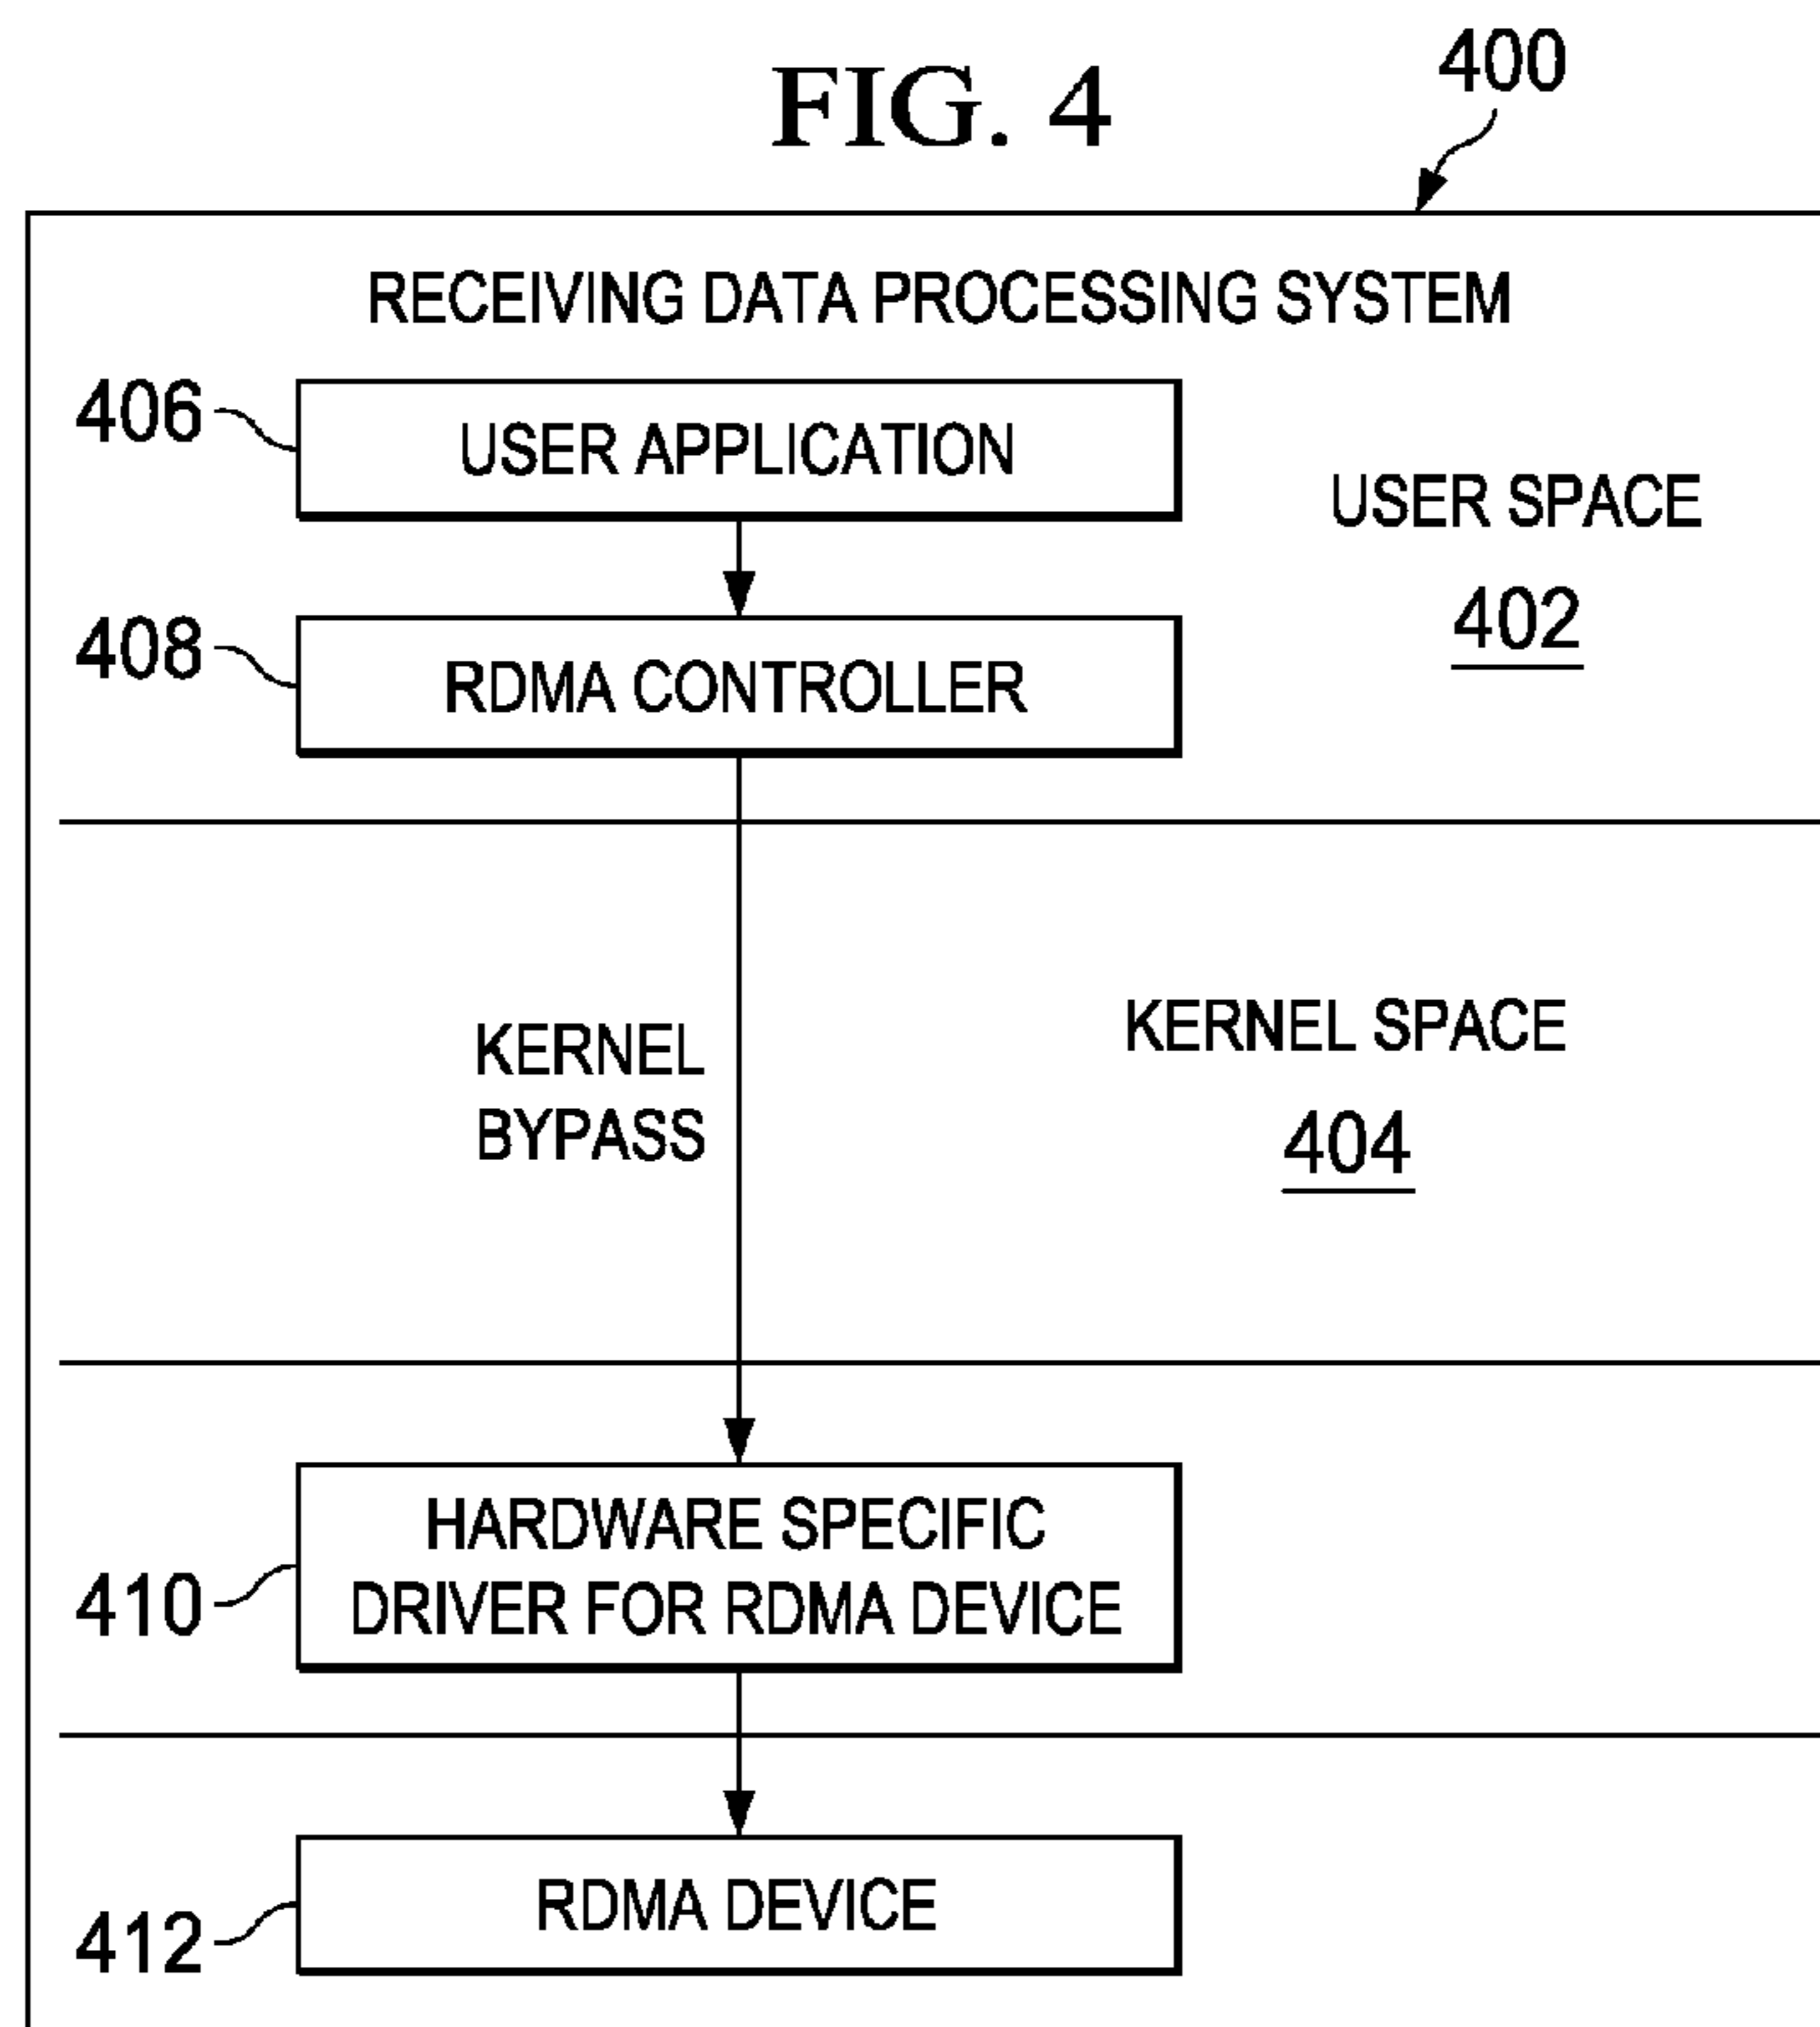 FIG. 4
400
RECEIVING DATA PROCESSING SYSTEM
406
USER APPLICATION
USER SPACE
402
408
RDMA CONTROLLER
KERNEL
BYPASS
KERNEL SPACE
404
HARDWARE SPECIFIC
DRIVER FOR RDMA DEVICE
410
RDMA DEVICE
412